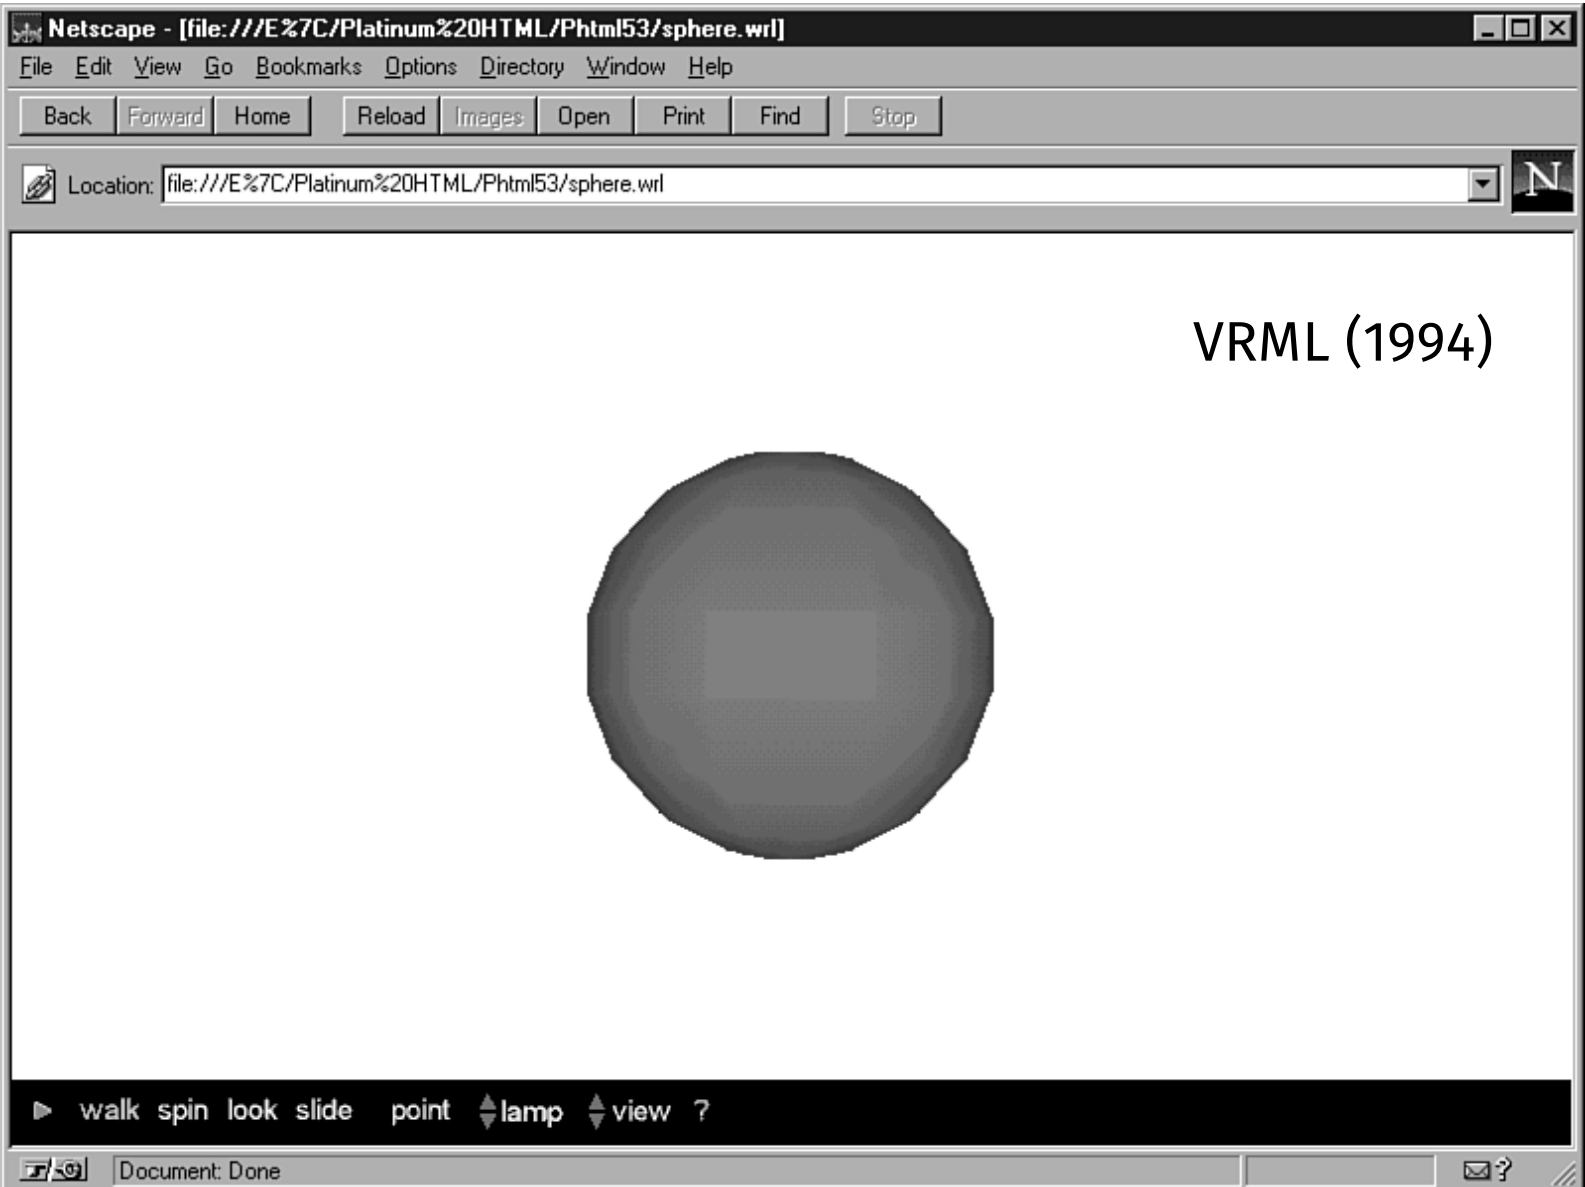 Netscape - [file:///E%7C/Platinum%20HTML/Phtml53/sphere.wrl]
File Edit View Go Bookmarks Options Directory Window Help
Back Forward Home Reload Images Open Print Find Stop
Location: file:///E%7C/Platinum%20HTML/Phtml53/sphere.wrl
N
VRML (1994)
walk spin look slide point lamp view ?
Document: Done
?